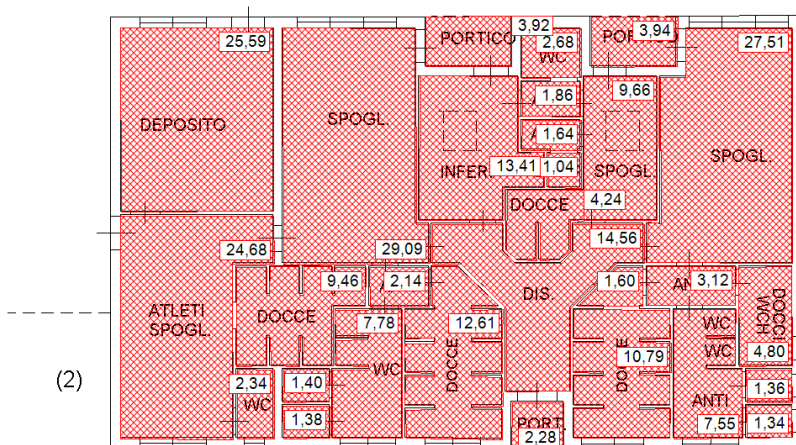 3,92
3,94
25,59
PORTICO
2,68
27,51
WC
1,86
9,66
DEPOSITO
SPOGL.
1,64
SPOGL.
13,41
1,04
INFER.
SPOGL.
DOCCE
4,24
24,68
29,09
14,56
9,46
2,14
1,60
3,12
DIS.
ATLETI
SPOGL.
DOCCE
7,78
12,61
WC
WC
10,79
4,80
DOCCE
2,34
1,40
WC
1,36
WC
1,38
ANTI
PORT.
7,55
1,34
2,28
(2)